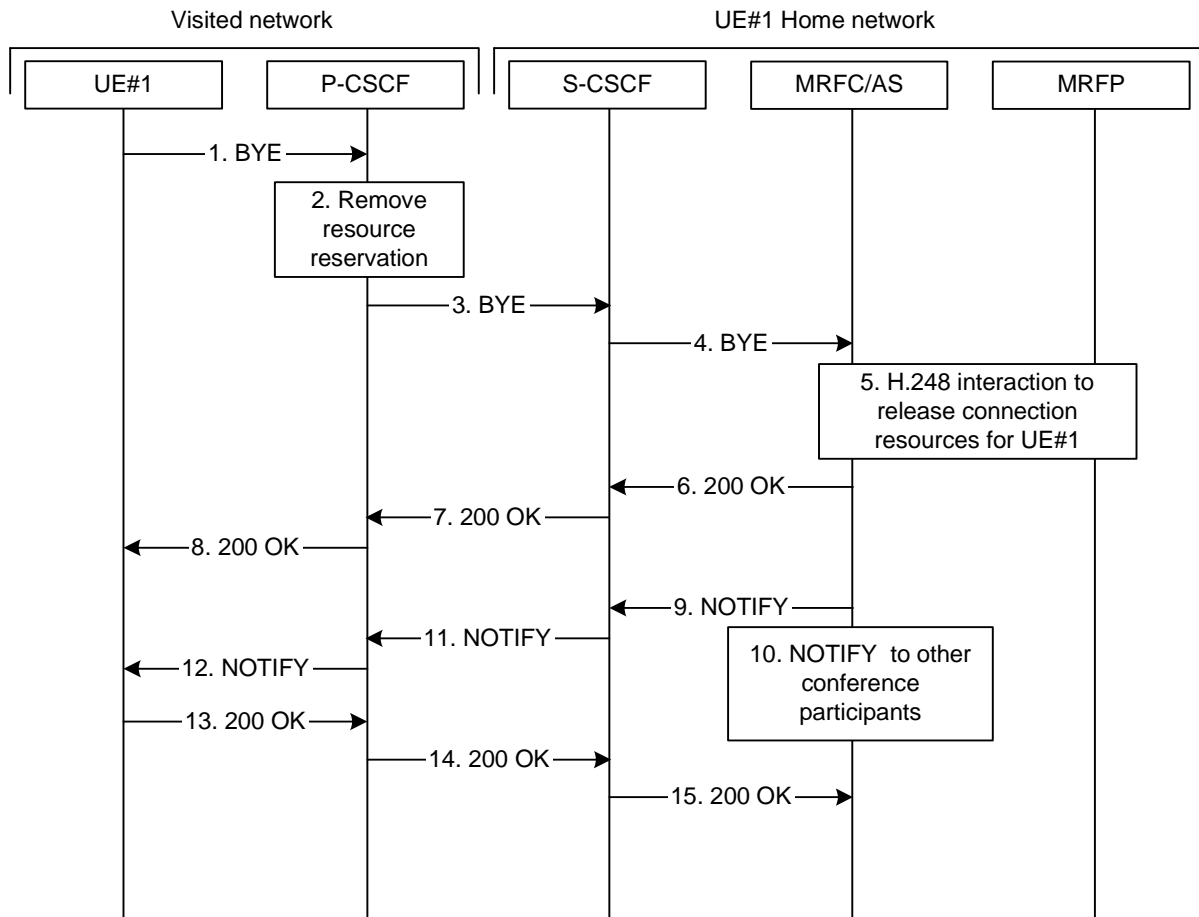 Visited network
UE#1 Home network
UE#1
P-CSCF
S-CSCF
MRFC/AS
MRFP
1. BYE
2. Remove
resource
reservation
3. BYE
4. BYE
5. H.248 interaction to
release connection
resources for UE#1
6. 200 OK
7. 200 OK
8. 200 OK
9. NOTIFY
11. NOTIFY
10. NOTIFY  to other
conference
participants
12. NOTIFY
13. 200 OK
14. 200 OK
15. 200 OK